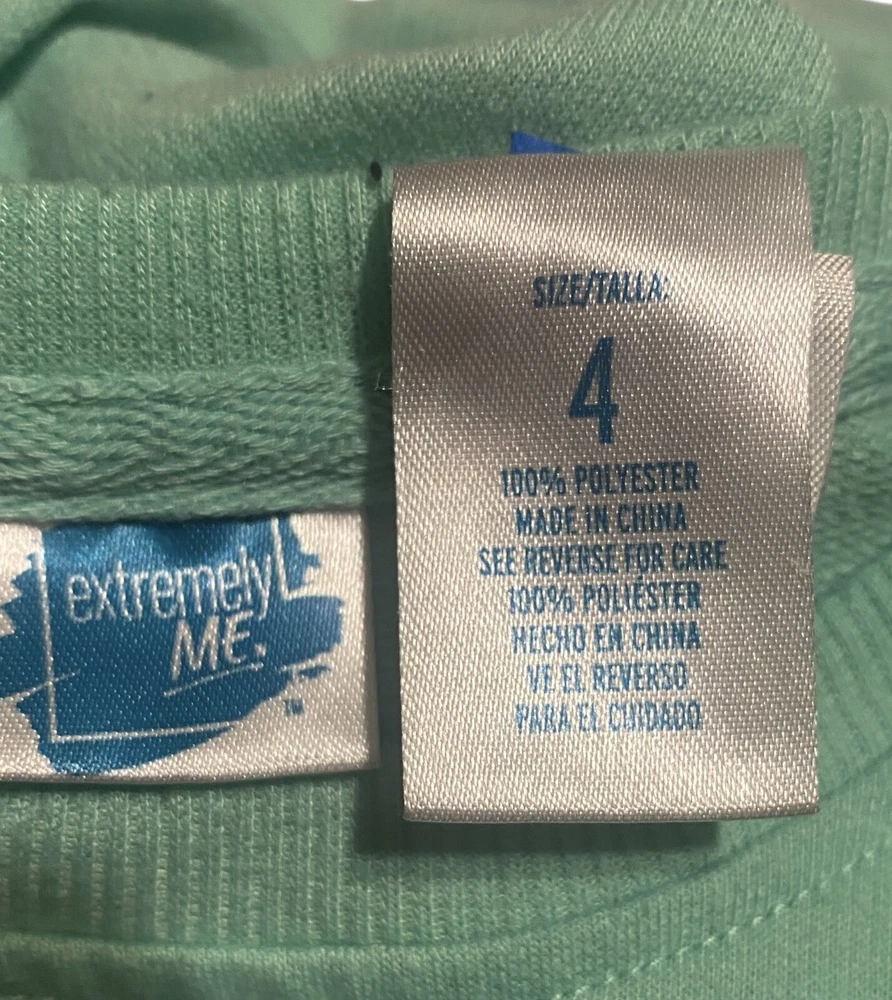 SIZE/TALLA:
4
100% POLYESTER
MADE IN CHINA
SEE REVERSE FOR CARE
100% POLIÉSTER
HECHO EN CHINA
VE EL REVERSO
PARA EL CUIDADO
extremely
ME.
TM